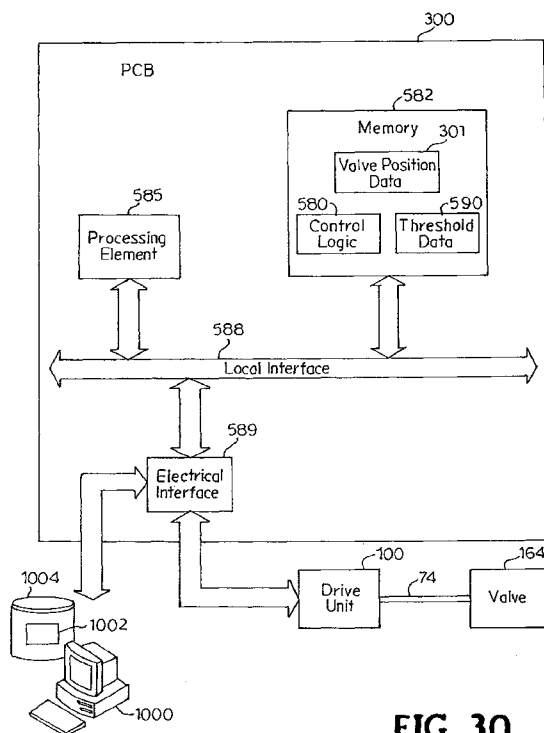 300
PCB
582
Memory
301
Valve Position
Data
580
590
Control
Logic
Threshold
Data
585
Processing
Element
588
Local Interface
589
Electrical
Interface
100
74
164
Drive
Unit
Valve
1004
1002
1000
FIG. 30